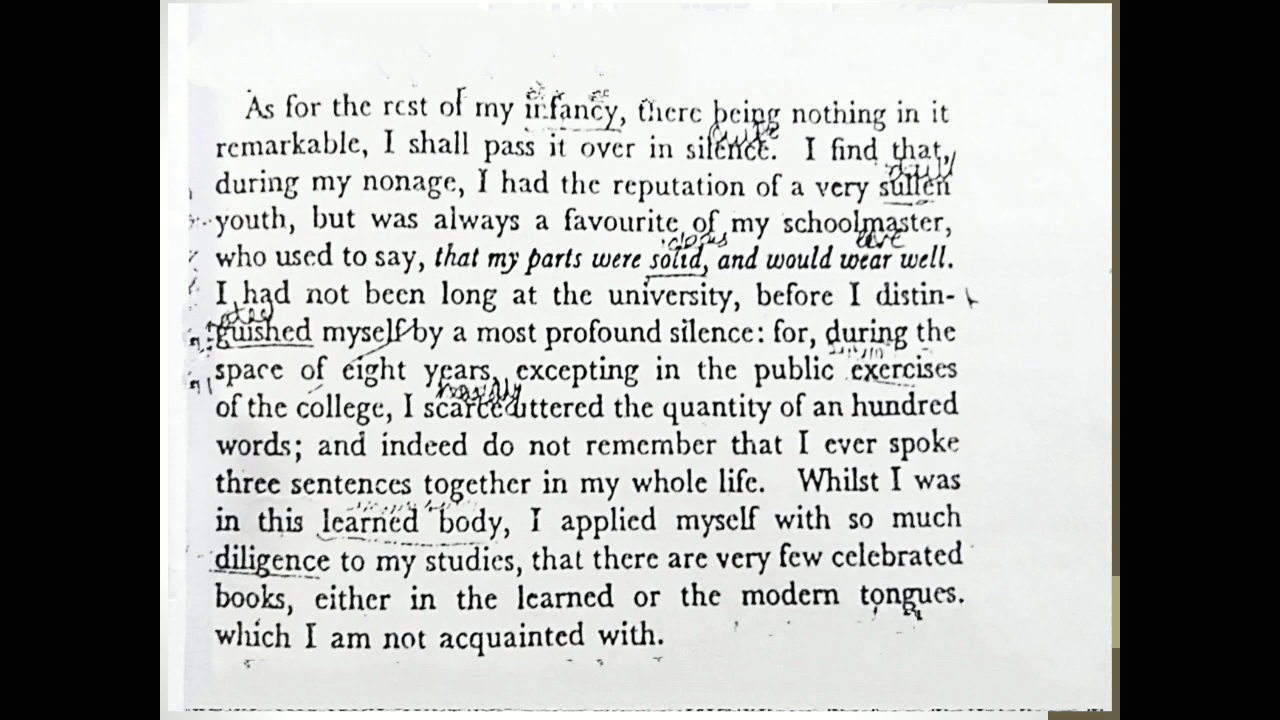 As for the rest of my infancy, there being nothing in it
remarkable, I shall pass it over in silence. I find that,
during my nonage, I had the reputation of a very sullen
youth, but was always a favourite of my schoolmaster,
who used to say, that my parts were solid, and would wear well.
I had not been long at the university, before I distin-
guished myself by a most profound silence: for, during the
space of eight years, excepting in the public exercises
of the college, I scarce uttered the quantity of an hundred
words; and indeed do not remember that I ever spoke
three sentences together in my whole life. Whilst I was
in this learned body, I applied myself with so much
diligence to my studies, that there are very few celebrated
books, either in the learned or the modern tongues.
which I am not acquainted with.